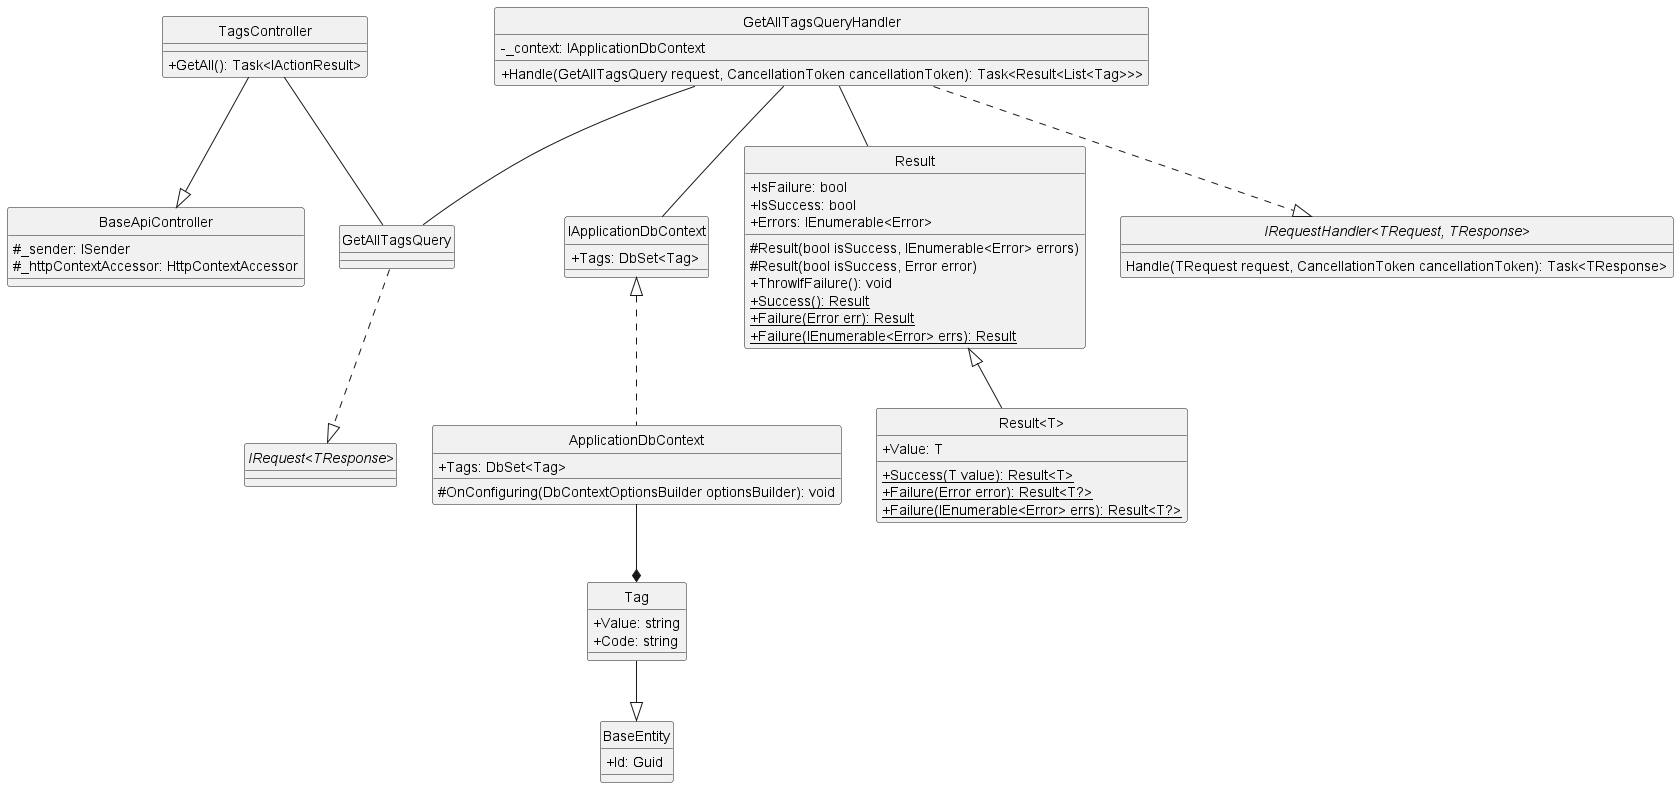 TagsController
+GetAll(): Task<IActionResult>
GetAllTagsQueryHandler
-_context: IApplicationDbContext
+Handle(GetAllTagsQuery request, CancellationToken cancellationToken): Task<Result<List<Tag>>>
BaseApiController
#_sender: ISender
#_httpContextAccessor: HttpContextAccessor
GetAllTagsQuery
IApplicationDbContext
+Tags: DbSet<Tag>
Result
+IsFailure: bool
+IsSuccess: bool
+Errors: IEnumerable<Error>
#Result(bool isSuccess, IEnumerable<Error> errors)
#Result(bool isSuccess, Error error)
+ThrowIfFailure(): void
+Success(): Result
+Failure(Error err): Result
+Failure(IEnumerable<Error> errs): Result
IRequestHandler<TRequest, TResponse>
Handle(TRequest request, CancellationToken cancellationToken): Task<TResponse>
IRequest<TResponse>
ApplicationDbContext
+Tags: DbSet<Tag>
#OnConfiguring(DbContextOptionsBuilder optionsBuilder): void
Result<T>
+Value: T
+Success(T value): Result<T>
+Failure(Error error): Result<T?>
+Failure(IEnumerable<Error> errs): Result<T?>
Tag
+Value: string
+Code: string
BaseEntity
+Id: Guid